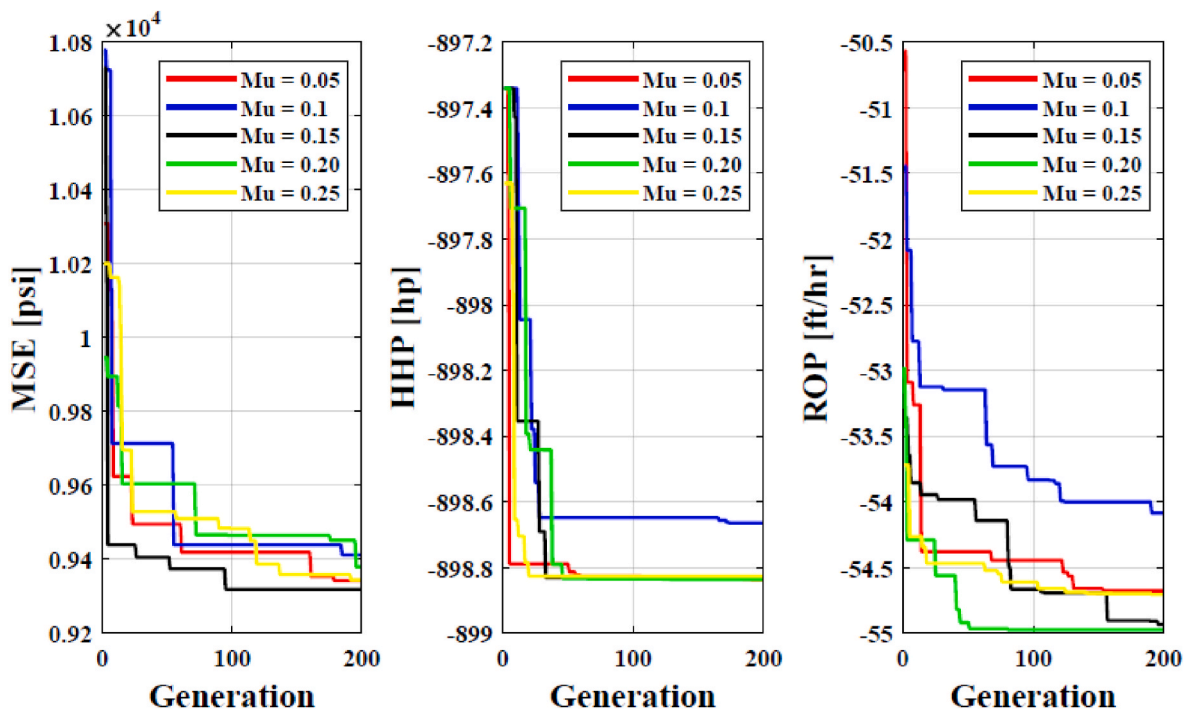 ×10⁴
MSE [psi]
1.08
1.06
1.04
1.02
1
0.98
0.96
0.94
0.92
0
100
200
Generation
Mu = 0.05
Mu = 0.1
Mu = 0.15
Mu = 0.20
Mu = 0.25
HHP [hp]
-897.2
-897.4
-897.6
-897.8
-898
-898.2
-898.4
-898.6
-898.8
-899
0
100
200
Generation
Mu = 0.05
Mu = 0.1
Mu = 0.15
Mu = 0.20
Mu = 0.25
ROP [ft/hr]
-50.5
-51
-51.5
-52
-52.5
-53
-53.5
-54
-54.5
-55
0
100
200
Generation
Mu = 0.05
Mu = 0.1
Mu = 0.15
Mu = 0.20
Mu = 0.25